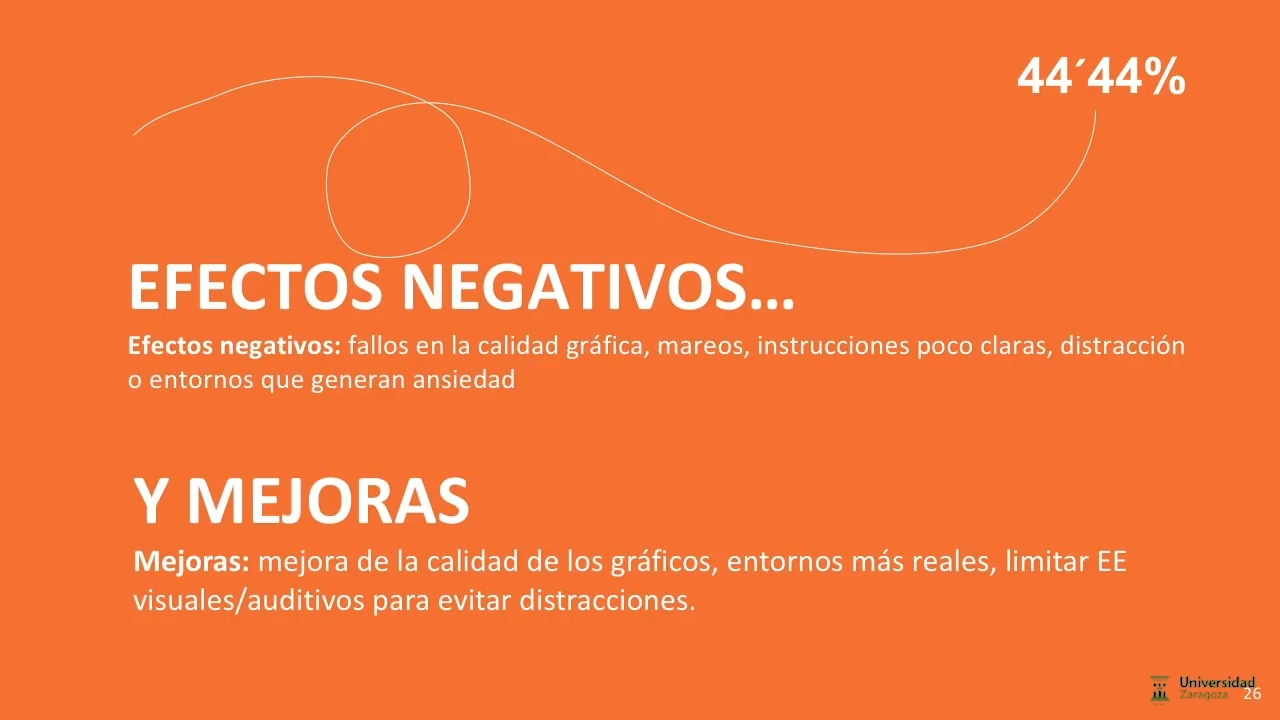 44´44%
EFECTOS NEGATIVOS...
Efectos negativos: fallos en la calidad gráfica, mareos, instrucciones poco claras, distracción
o entornos que generan ansiedad
Y MEJORAS
Mejoras: mejora de la calidad de los gráficos, entornos más reales, limitar EE
visuales/auditivos para evitar distracciones.
Universidad
Zaragoza
26